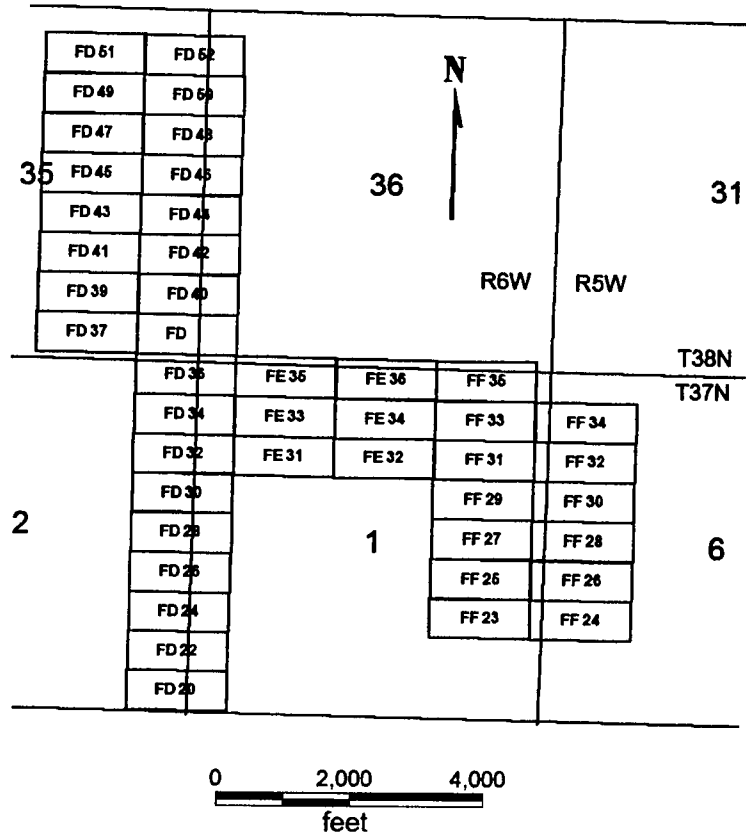 FD 51 FD 52
N
FD 49 FD 50
FD 47 FD 48
35 FD 45 FD 46 36 31
FD 43 FD 44
FD 41 FD 42
R6W R5W
FD 39 FD 40
FD 37 FD
T38N
FD 36 FE 35 FE 36 FF 35
T37N
FD 34 FE 33 FE 34 FF 33 FF 34
FD 32 FE 31 FE 32 FF 31 FF 32
FD 30 FF 29 FF 30
2 FD 28 1 FF 27 FF 28 6
FD 26 FF 25 FF 26
FD 24 FF 23 FF 24
FD 22
FD 20
0 2,000 4,000
feet